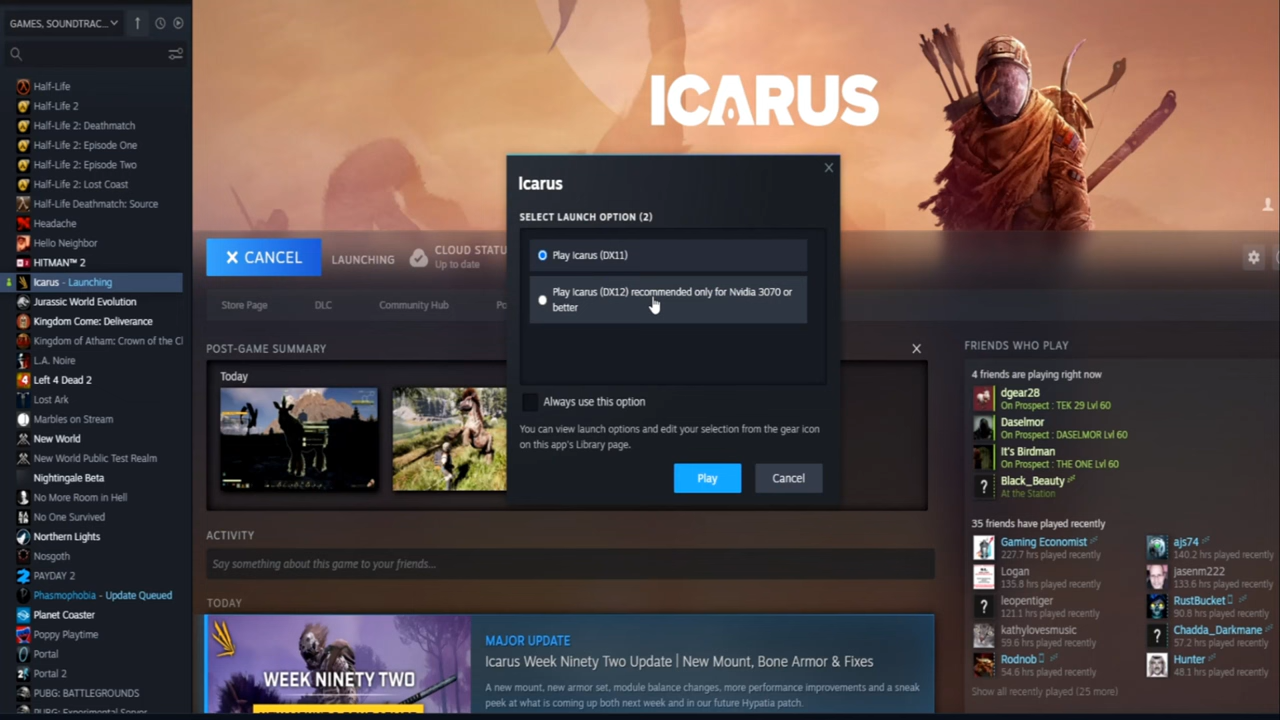 GAMES, SOUNDTRAC...
Half-Life
Half-Life 2
Half-Life 2: Deathmatch
Half-Life 2: Episode One
Half-Life 2: Episode Two
Half-Life 2: Lost Coast
Half-Life Deathmatch: Source
Headache
Hello Neighbor
HITMAN™ 2
Icarus - Launching
Jurassic World Evolution
Kingdom Come: Deliverance
Kingdom of Atham: Crown of the Cl
L.A. Noire
Left 4 Dead 2
Lost Ark
Marbles on Stream
New World
New World Public Test Realm
Nightingale Beta
No More Room in Hell
No One Survived
Northern Lights
Nosgoth
PAYDAY 2
Phasmophobia - Update Queued
Planet Coaster
Poppy Playtime
Portal
Portal 2
PUBG: BATTLEGROUNDS
PUBG: Experimental Server
ICARUS
CANCEL
LAUNCHING
CLOUD STATU
Up to date
Store Page
DLC
Community Hub
Po
Icarus
SELECT LAUNCH OPTION (2)
Play Icarus (DX11)
Play Icarus (DX12) recommended only for Nvidia 3070 or
better
Always use this option
You can view launch options and edit your selection from the gear icon
on this app's Library page.
Play
Cancel
POST-GAME SUMMARY
Today
ACTIVITY
Say something about this game to your friends...
TODAY
WEEK NINETY TWO
MAJOR UPDATE
Icarus Week Ninety Two Update | New Mount, Bone Armor & Fixes
A new mount, new armor set, module balance changes, more performance improvements and a sneak
peek at what is coming up both next week and in our future Hypatia patch.
FRIENDS WHO PLAY
4 friends are playing right now
dgear28
On Prospect : TEK 29 Lvl 60
Daselmor
On Prospect : DASELMOR Lvl 60
It's Birdman
On Prospect : THE ONE Lvl 60
Black_Beauty
At the Station
35 friends have played recently
Gaming Economist
227.7 hrs played recently
ajs74
140.2 hrs played recently
Logan
135.8 hrs played recently
jasenm222
133.6 hrs played recently
leopentiger
121.1 hrs played recently
RustBucket
90.8 hrs played recently
kathylovesmusic
59.6 hrs played recently
Chadda_Darkmane
57.2 hrs played recently
Rodnob
54.6 hrs played recently
Hunter
48.1 hrs played recently
Show all recently played (25 more)